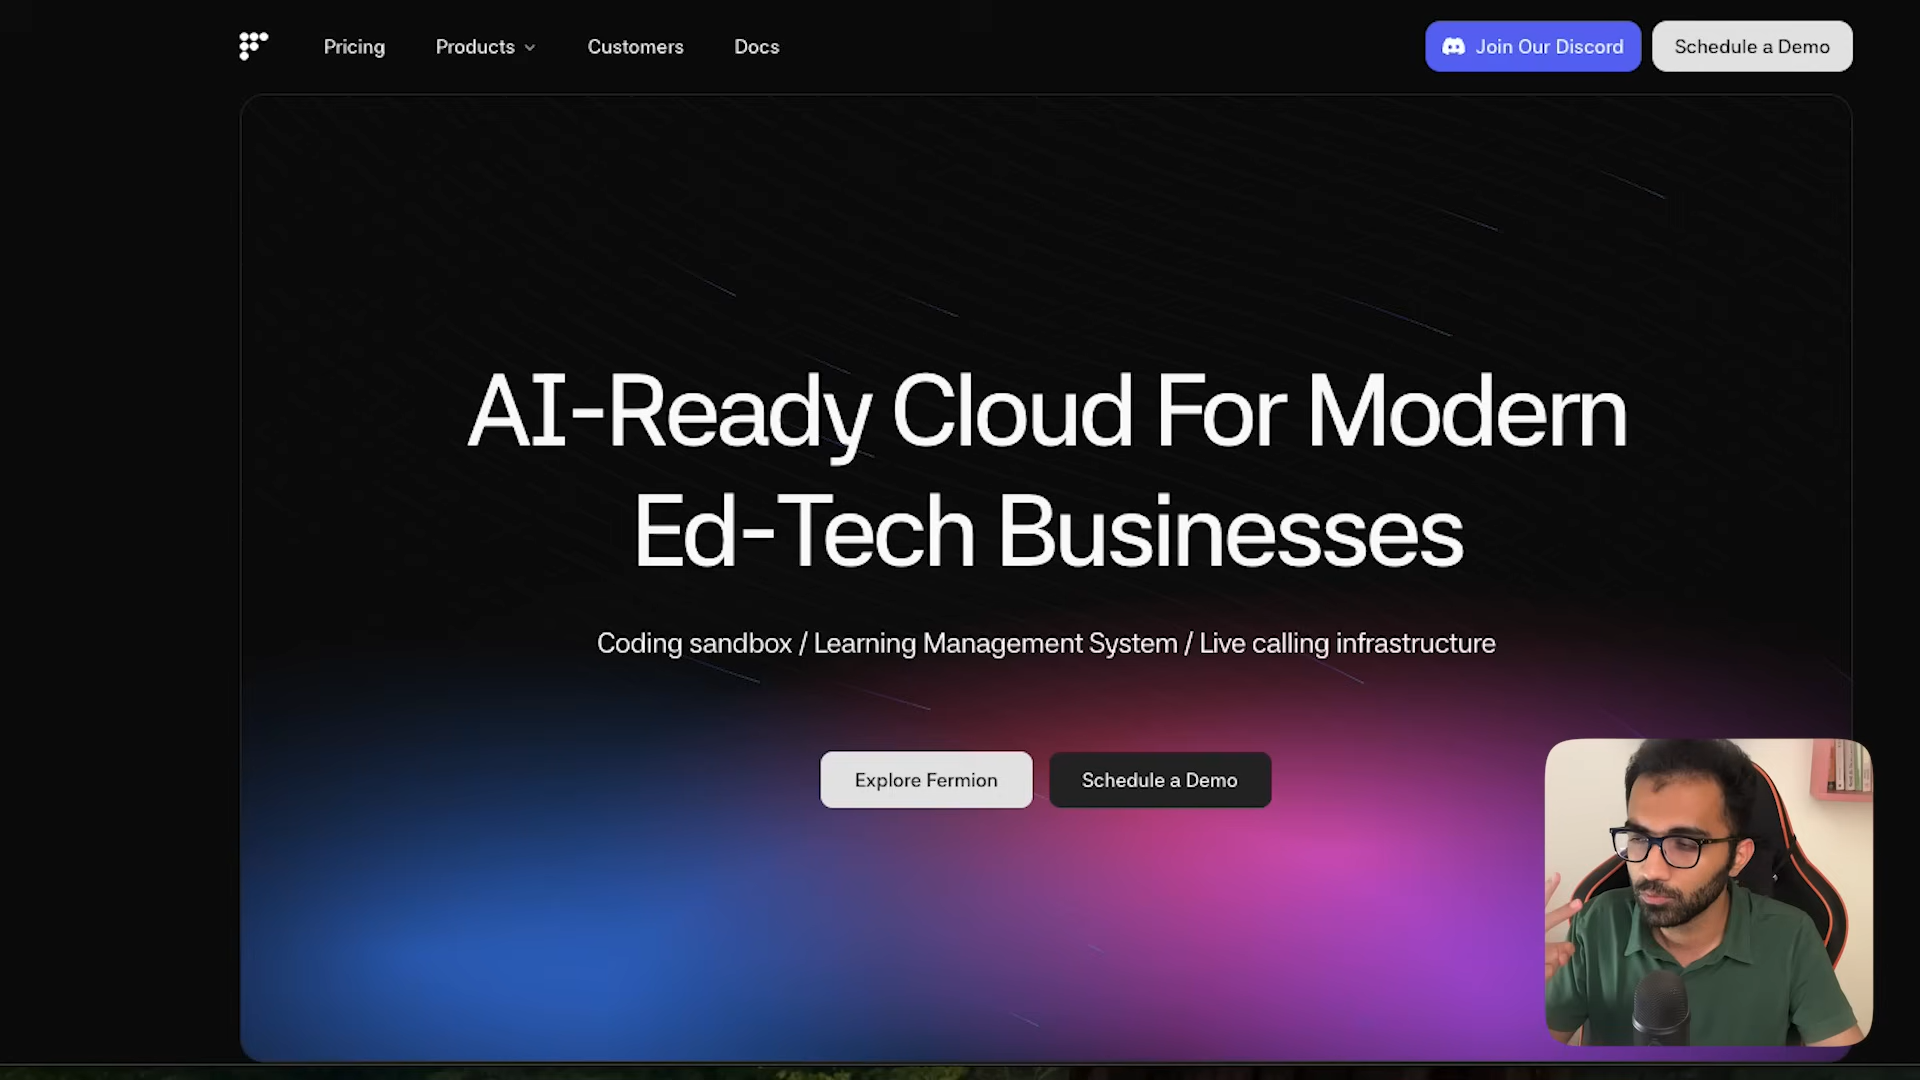 Pricing
Products
Customers
Docs
Join Our Discord
Schedule a Demo
AI-Ready Cloud For Modern
Ed-Tech Businesses
Coding sandbox / Learning Management System / Live calling infrastructure
Explore Fermion
Schedule a Demo